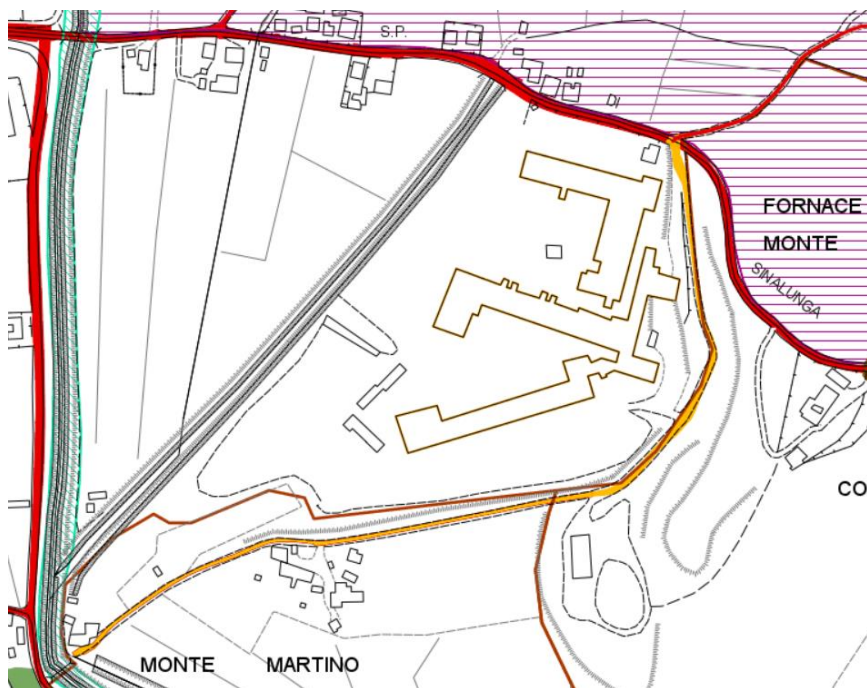 S.P.
DI
FORNACE
MONTE
SINALUNGA
CO
MONTE MARTINO